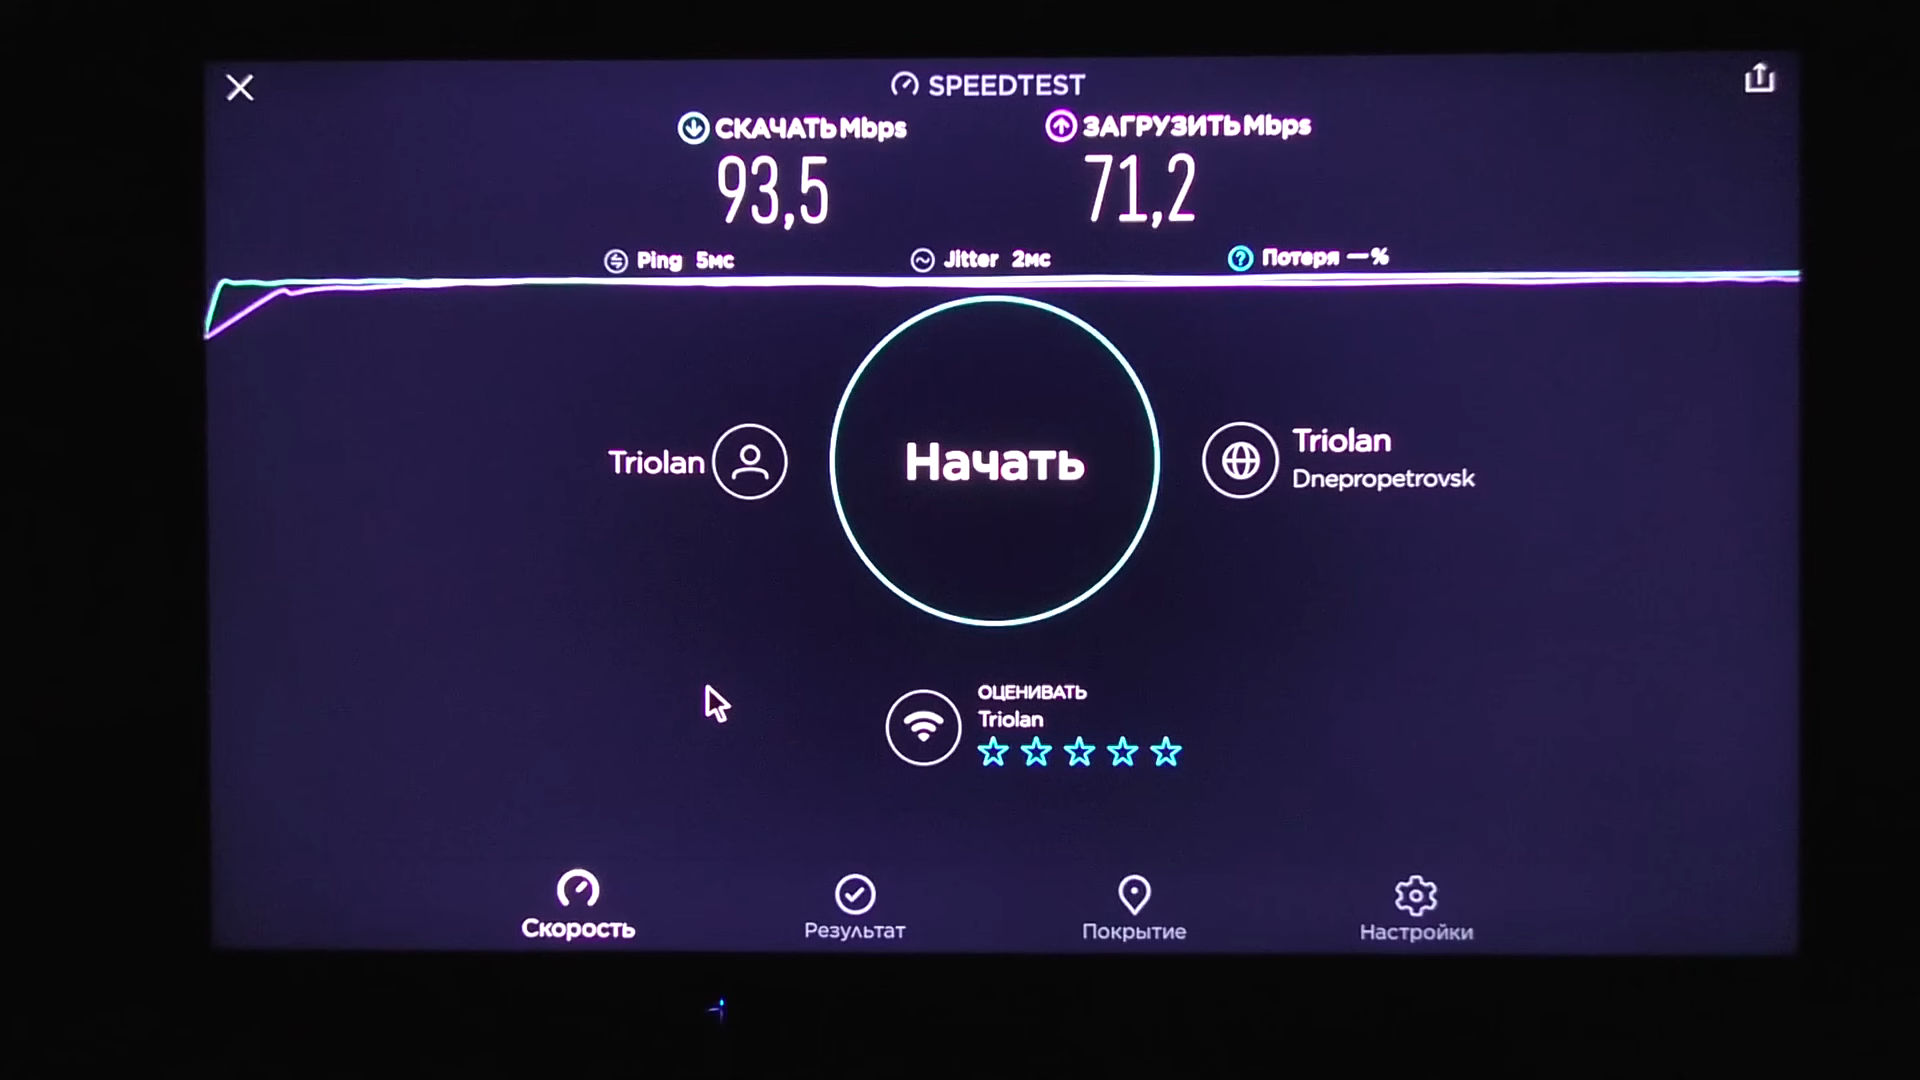 SPEEDTEST
СКАЧАТЬ Mbps
93,5
ЗАГРУЗИТЬ Mbps
71,2
Ping 5мс
Jitter 2мс
Потеря —%
Triolan
Начать
Triolan
Dnepropetrovsk
ОЦЕНИВАТЬ
Triolan
Скорость
Результат
Покрытие
Настройки